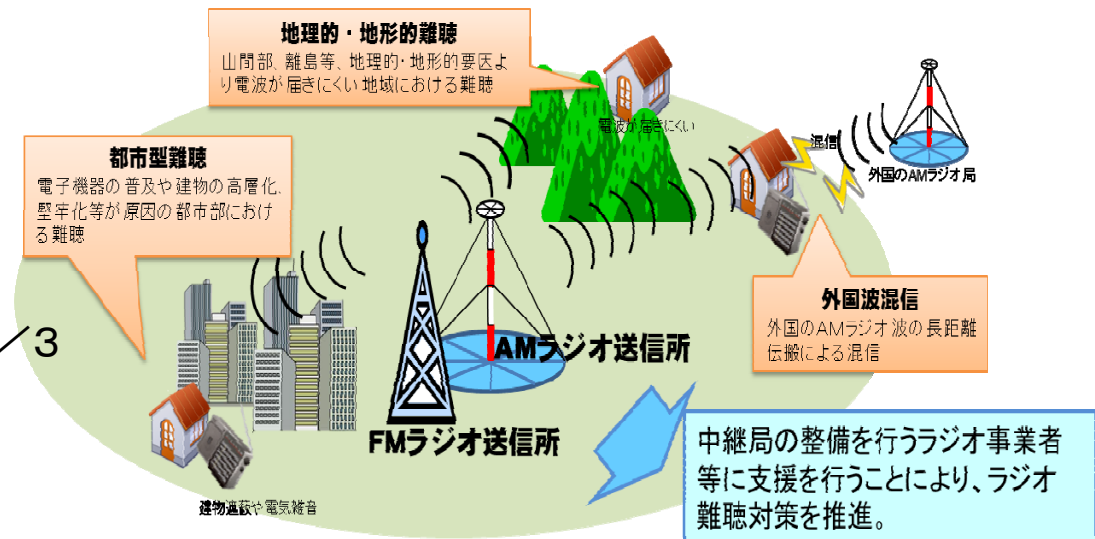 地理的・地形的難聴
山間部、離島等、地理的・地形的要因よ
り電波が届きにくい地域における難聴
電波が届きにくい
混信
外国のAMラジオ局
都市型難聴
電子機器の普及や建物の高層化、
堅牢化等が原因の都市部におけ
る難聴
外国波混信
外国のAMラジオ波の長距離
伝搬による混信
3
AMラジオ送信所
FMラジオ送信所
建物遮蔽や電気雑音
中継局の整備を行うラジオ事業者
等に支援を行うことにより、ラジオ
難聴対策を推進。